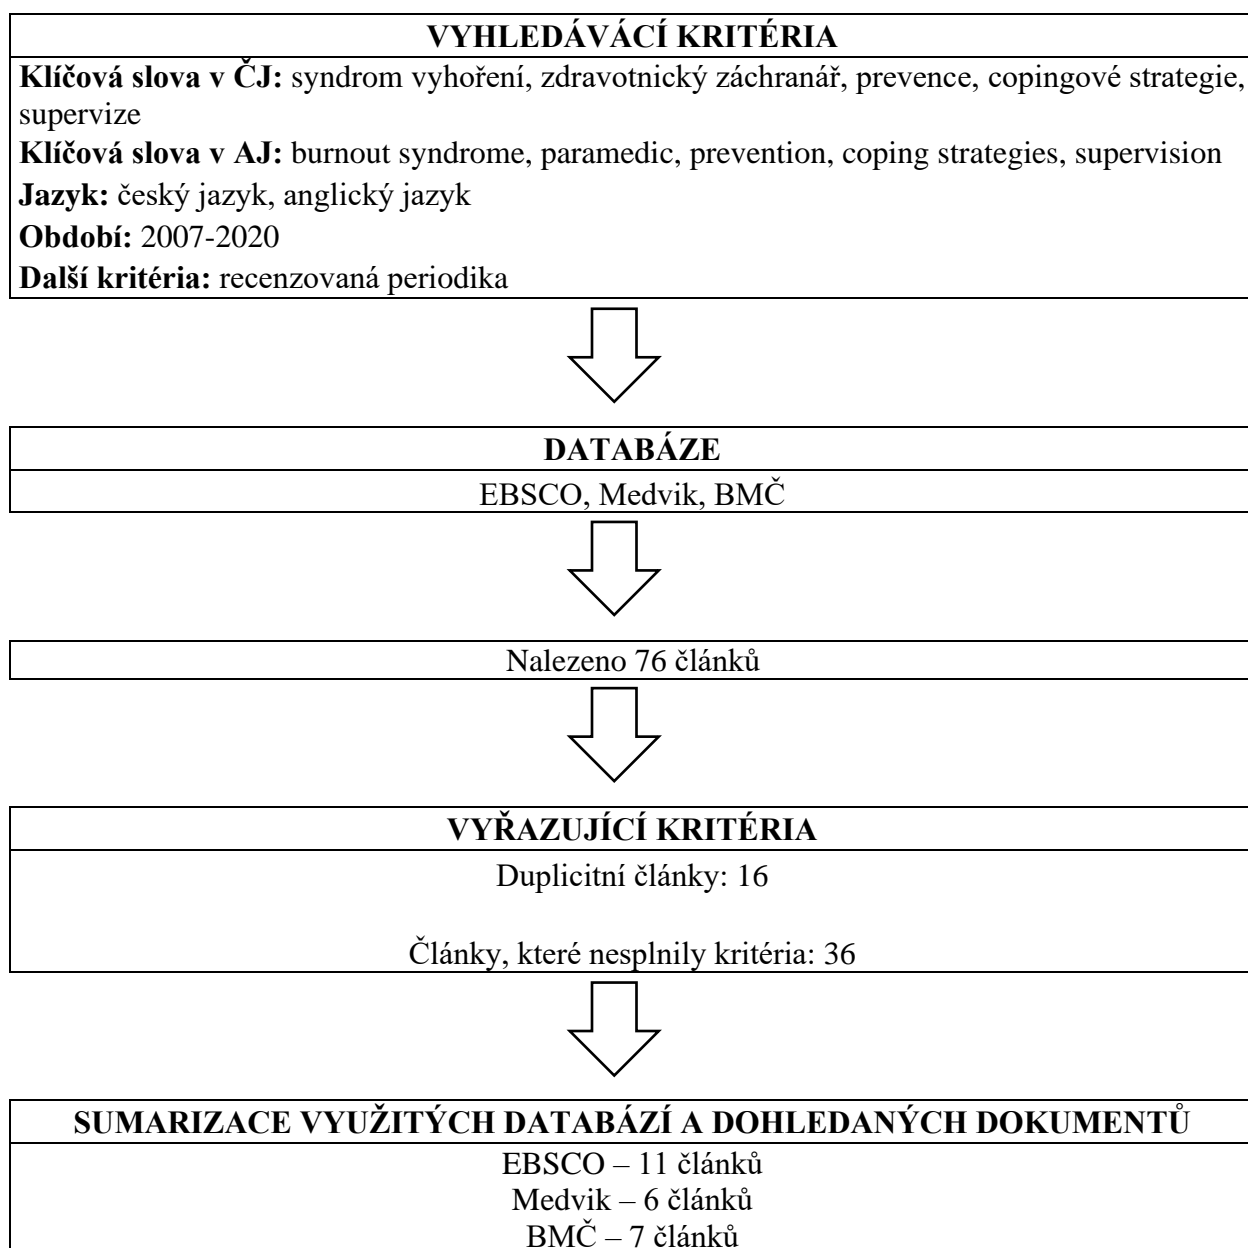 VYHLEDÁVÁCÍ KRITÉRIA
Klíčová slova v ČJ: syndrom vyhoření, zdravotnický záchranář, prevence, copingové strategie,
supervize
Klíčová slova v AJ: burnout syndrome, paramedic, prevention, coping strategies, supervision
Jazyk: český jazyk, anglický jazyk
Období: 2007-2020
Další kritéria: recenzovaná periodika
DATABÁZE
EBSCO, Medvik, BMČ
Nalezeno 76 článků
VYŘAZUJÍCÍ KRITÉRIA
Duplicitní články: 16
Články, které nesplnily kritéria: 36
SUMARIZACE VYUŽITÝCH DATABÁZÍ A DOHLEDANÝCH DOKUMENTŮ
EBSCO – 11 článků
Medvik – 6 článků
BMČ – 7 článků